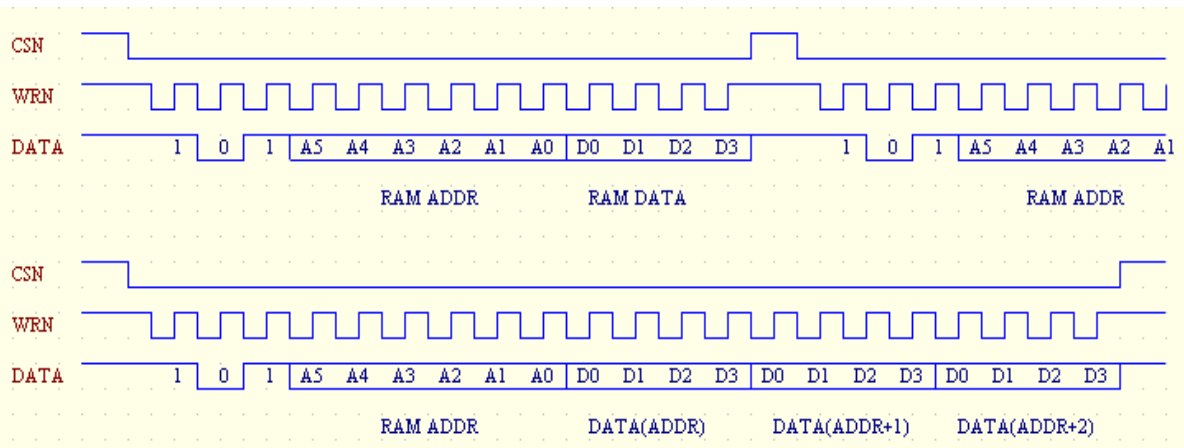 CSN
WRN
DATA 1 0 1 A5 A4 A3 A2 A1 A0 D0 D1 D2 D3 1 0 1 A5 A4 A3 A2 A1
RAM ADDR RAM DATA RAM ADDR
CSN
WRN
DATA 1 0 1 A5 A4 A3 A2 A1 A0 D0 D1 D2 D3 D0 D1 D2 D3 D0 D1 D2 D3
RAM ADDR DATA(ADDR) DATA(ADDR+1) DATA(ADDR+2)